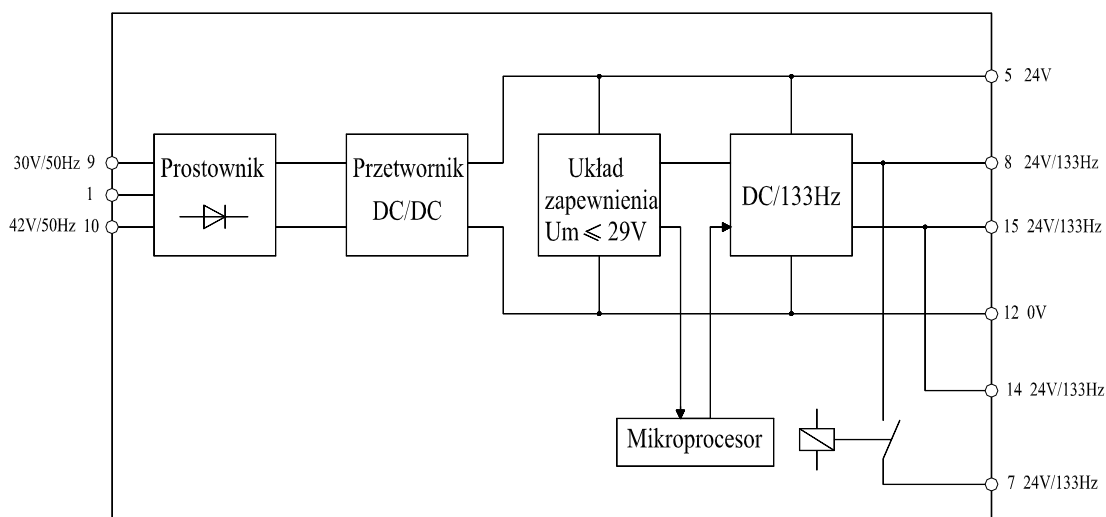 5 24V
30V/50Hz 9
Prostownik
Przetwornik
DC/DC
Układ
zapewnienia
Um ⩽ 29V
DC/133Hz
8 24V/133Hz
1
42V/50Hz 10
15 24V/133Hz
12 0V
14 24V/133Hz
Mikroprocesor
7 24V/133Hz